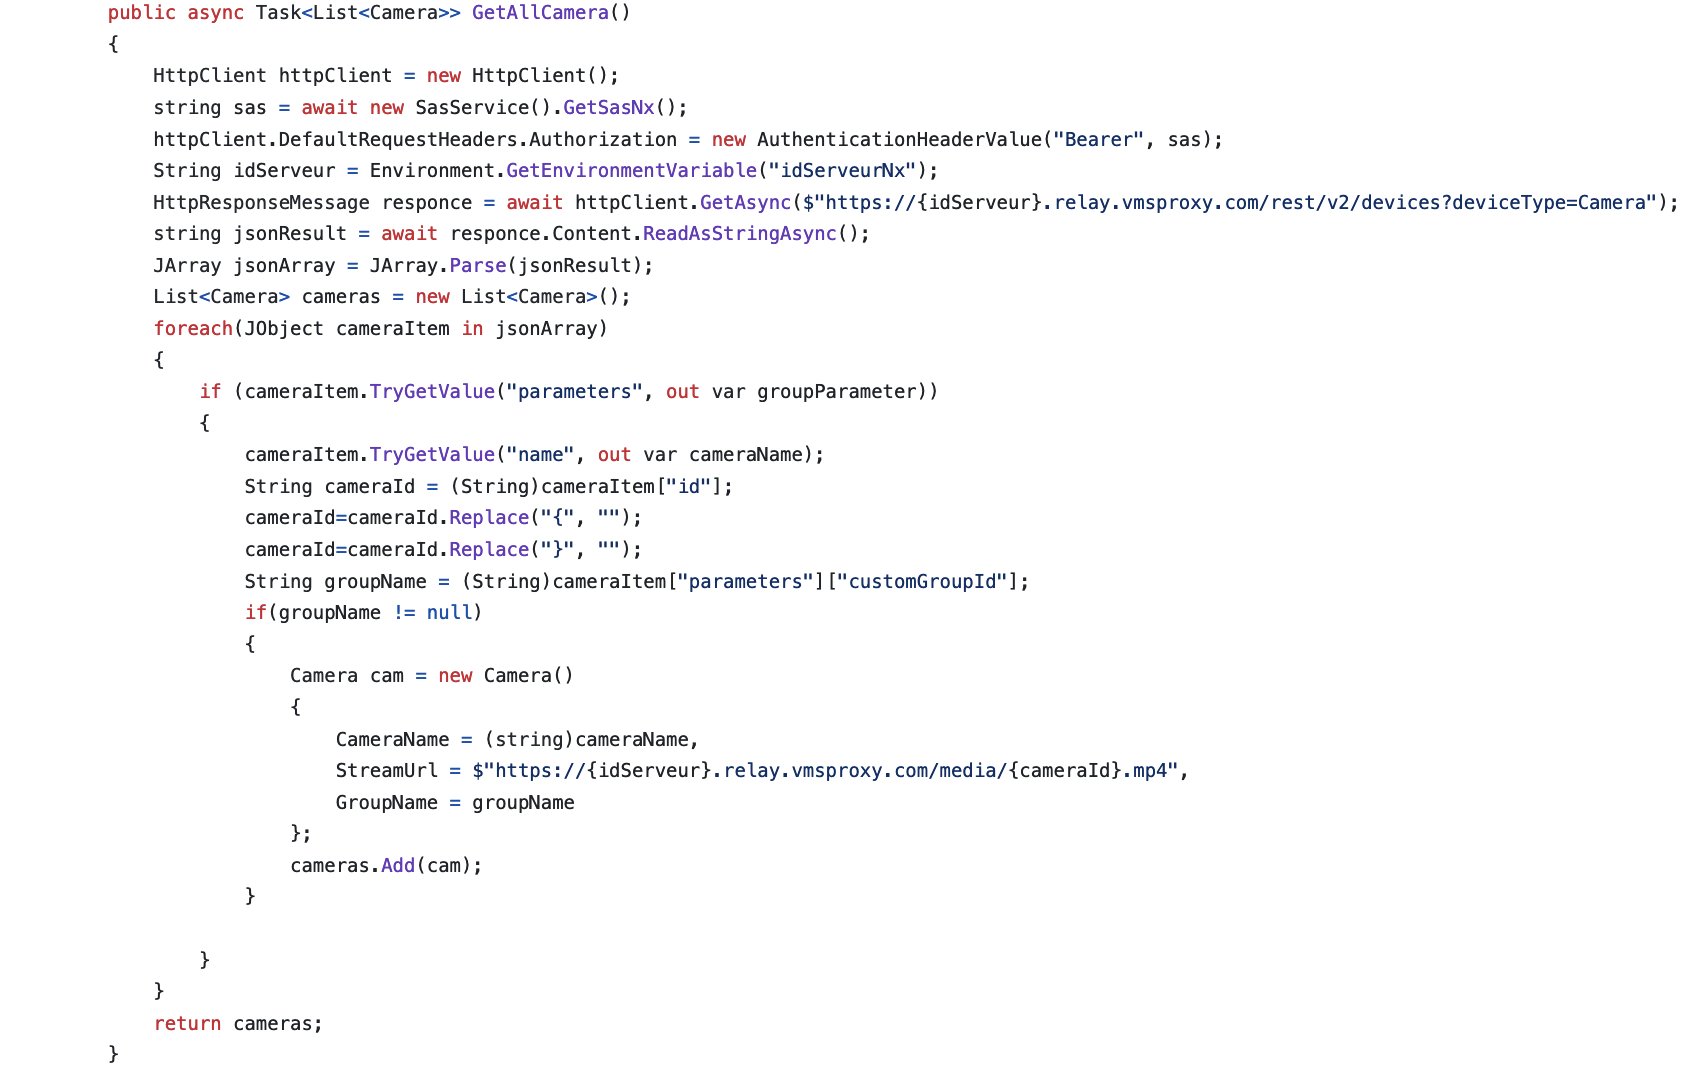 public async Task<List<Camera>> GetAllCamera()
{
HttpClient httpClient = new HttpClient();
string sas = await new SasService().GetSasNx();
httpClient.DefaultRequestHeaders.Authorization = new AuthenticationHeaderValue("Bearer", sas);
String idServeur = Environment.GetEnvironmentVariable("idServeurNx");
HttpResponseMessage responce = await httpClient.GetAsync($"https://{idServeur}.relay.vmsproxy.com/rest/v2/devices?deviceType=Camera");
string jsonResult = await responce.Content.ReadAsStringAsync();
JArray jsonArray = JArray.Parse(jsonResult);
List<Camera> cameras = new List<Camera>();
foreach(JObject cameraItem in jsonArray)
{
if (cameraItem.TryGetValue("parameters", out var groupParameter))
{
cameraItem.TryGetValue("name", out var cameraName);
String cameraId = (String)cameraItem["id"];
cameraId=cameraId.Replace("{", "");
cameraId=cameraId.Replace("}", "");
String groupName = (String)cameraItem["parameters"]["customGroupId"];
if(groupName != null)
{
Camera cam = new Camera()
{
CameraName = (string)cameraName,
StreamUrl = $"https://{idServeur}.relay.vmsproxy.com/media/{cameraId}.mp4",
GroupName = groupName
};
cameras.Add(cam);
}
}
}
return cameras;
}